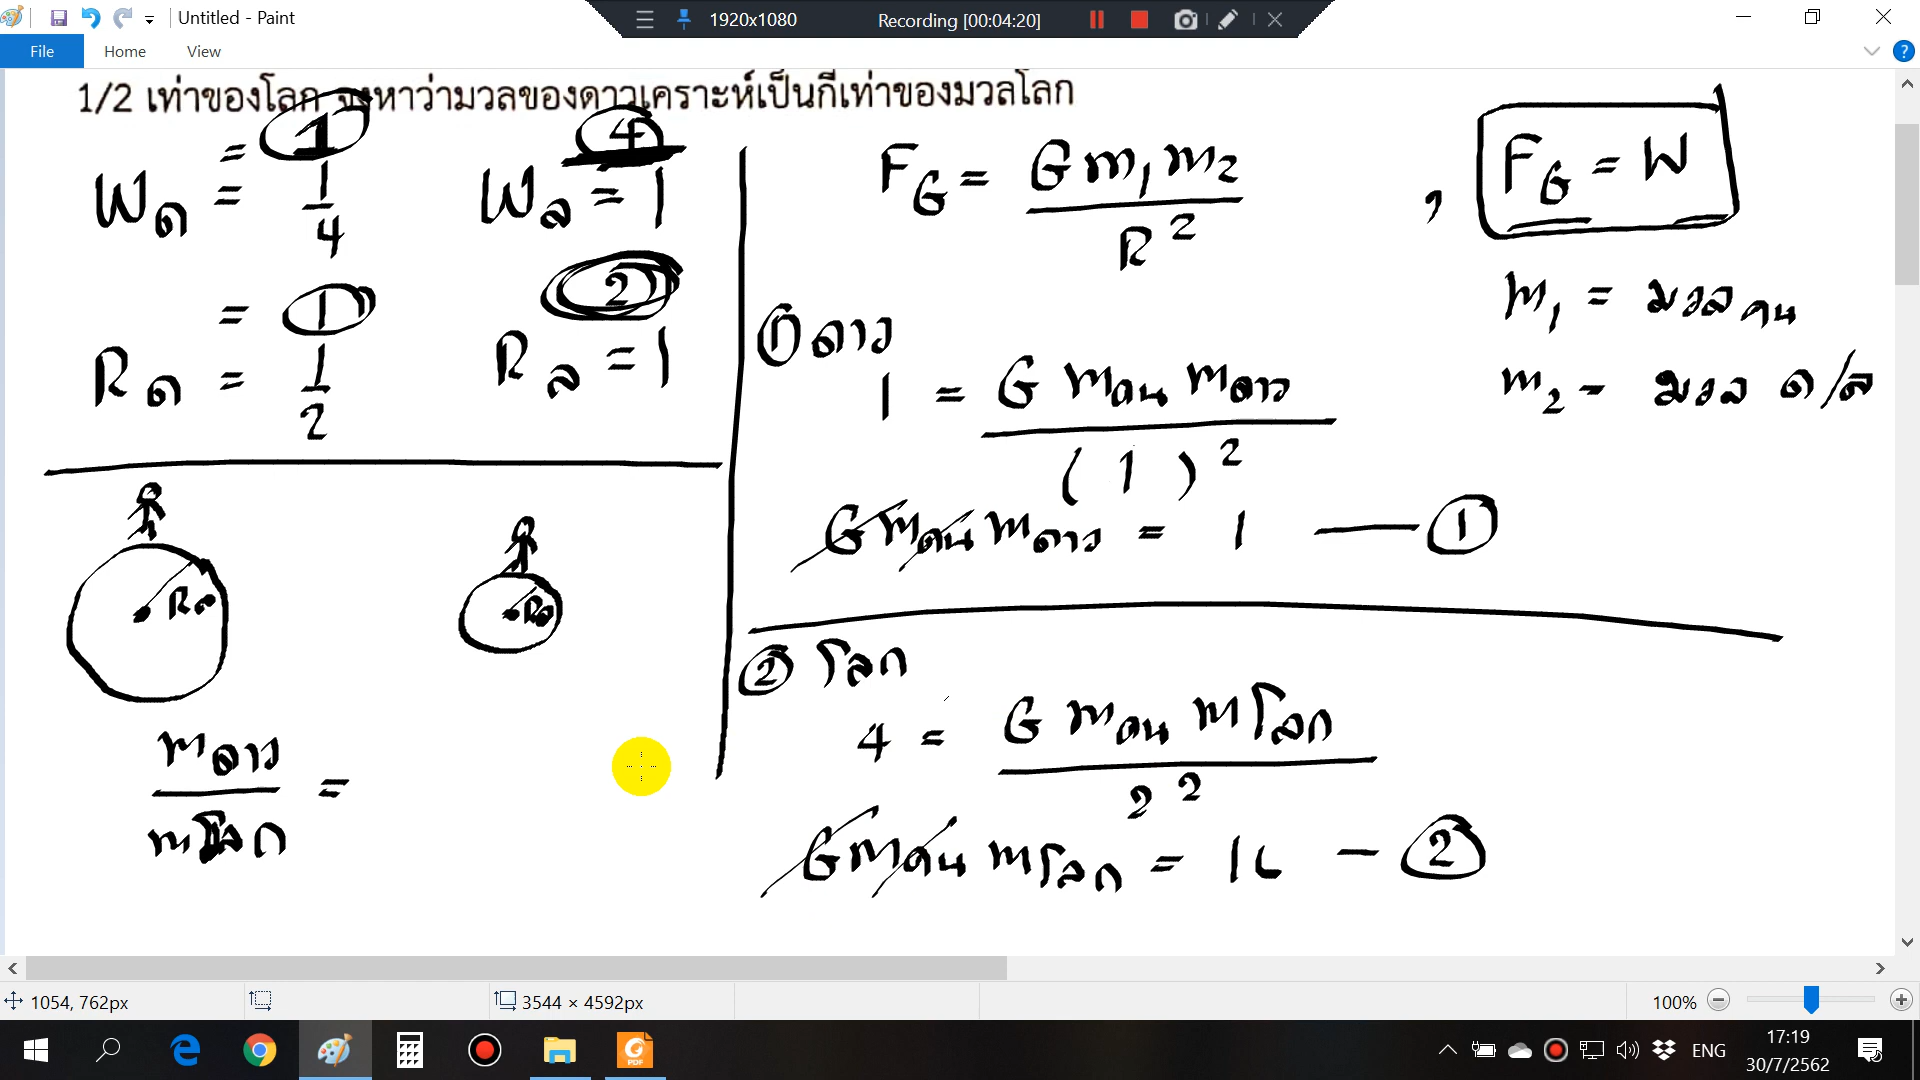 Untitled - Paint
1920x1080
Recording [00:04:20]
File Home View
1/2 เท่าของโลก จงหาว่ามวลของดาวเคราะห์เป็นกี่เท่าของมวลโลก
= 1
4
Wด = 1/4
Wล = 1
= 1
2
Rด = 1/2
Rล = 1
mดาว/mโลก =
F_G = G m₁ m₂ / R²
, F_G = W
m₁ = มวลคน
m₂ = มวล ด/ล
① ดาว
1 = G mคน mดาว / (1)²
G mคน mดาว = 1 — ①
② โลก
4 = G mคน mโลก / 2²
G mคน mโลก = 16 — ②
1054, 762px
3544 × 4592px
100%
ENG
17:19
30/7/2562